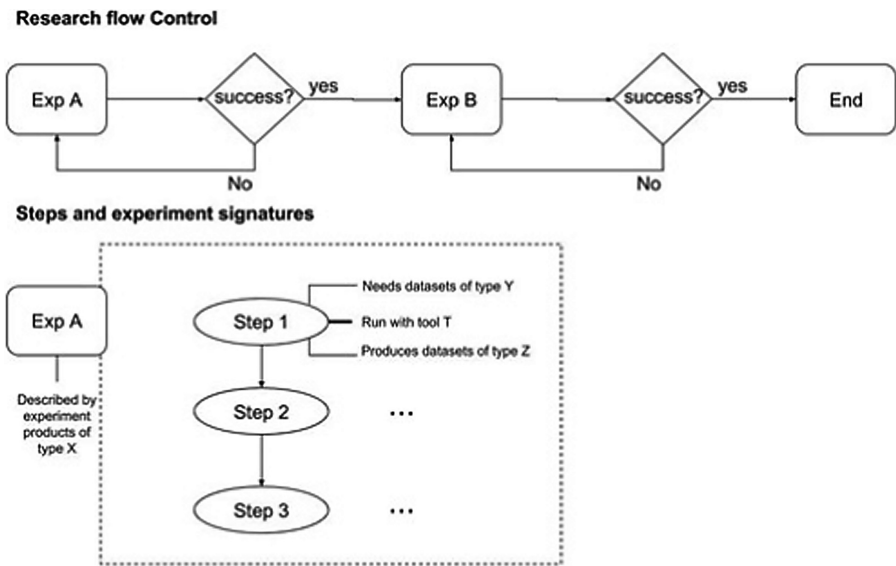 Research flow Control
Exp A
success?
yes
Exp B
success?
yes
End
No
No
Steps and experiment signatures
Exp A
Described by
experiment
products of
type X
Step 1
Needs datasets of type Y
Run with tool T
Produces datasets of type Z
Step 2
...
Step 3
...